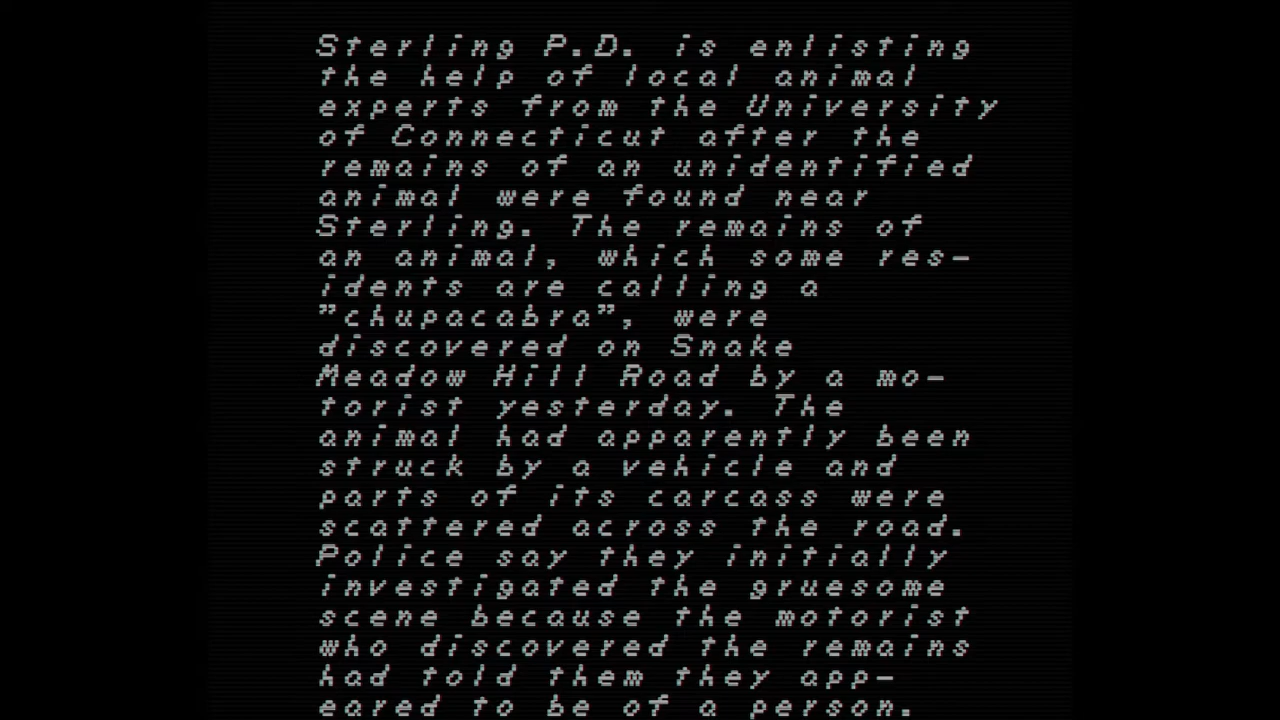 Sterling P.D. is enlisting
the help of local animal
experts from the University
of Connecticut after the
remains of an unidentified
animal were found near
Sterling. The remains of
an animal, which some res-
idents are calling a
"chupacabra", were
discovered on Snake
Meadow Hill Road by a mo-
torist yesterday. The
animal had apparently been
struck by a vehicle and
parts of its carcass were
scattered across the road.
Police say they initially
investigated the gruesome
scene because the motorist
who discovered the remains
had told them they app-
eared to be of a person.